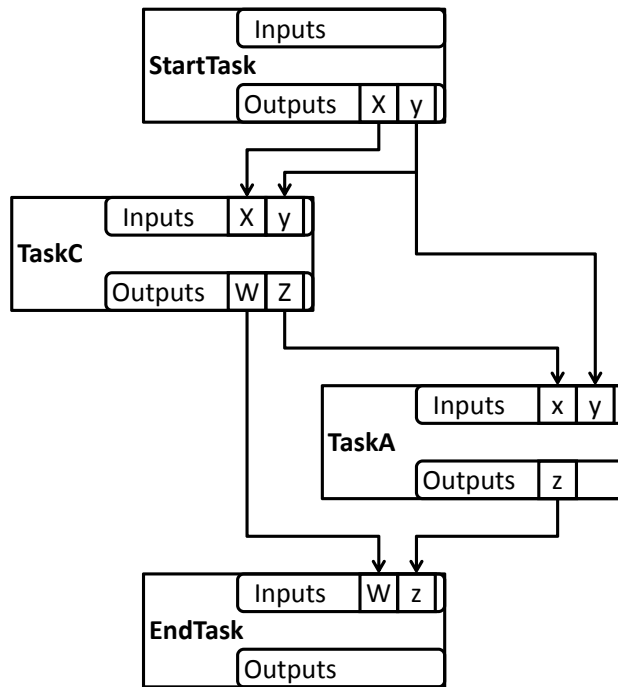 Inputs
StartTask
Outputs X y
Inputs X y
TaskC
Outputs W Z
Inputs x y
TaskA
Outputs z
Inputs W z
EndTask
Outputs